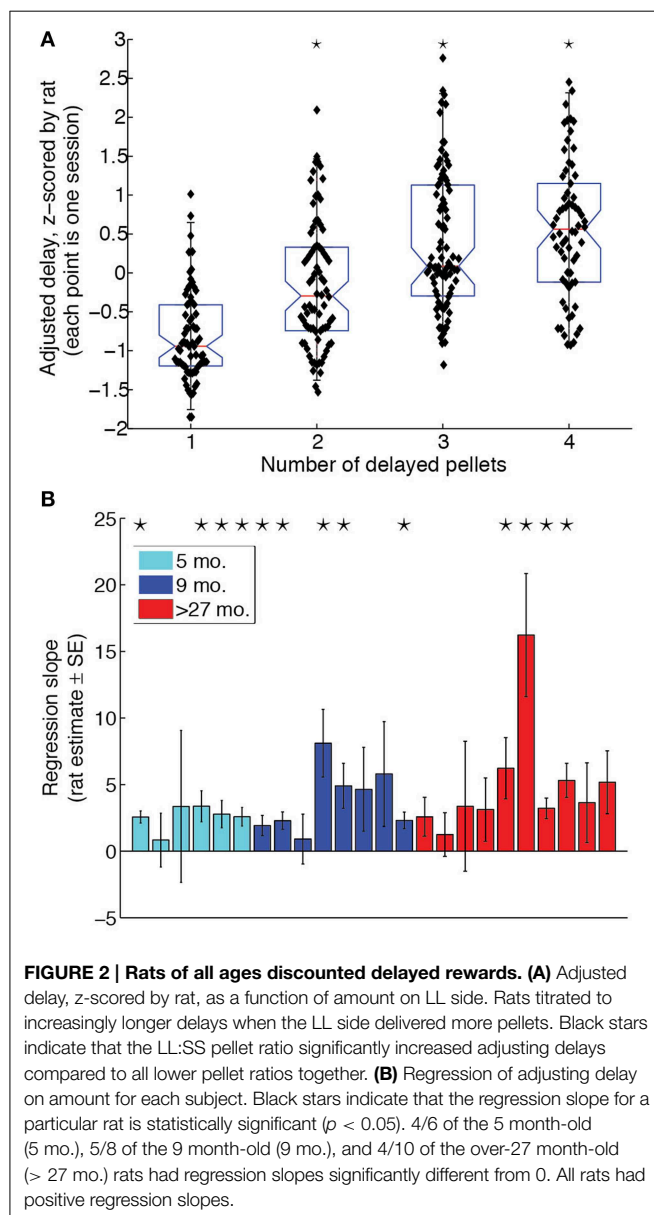 A
3
2.5
2
1.5
1
0.5
0
−0.5
−1
−1.5
−2
Adjusted delay, z−scored by rat
(each point is one session)
1 2 3 4
Number of delayed pellets
B
25
20
15
10
5
0
−5
Regression slope
(rat estimate ± SE)
5 mo.
9 mo.
>27 mo.
FIGURE 2 | Rats of all ages discounted delayed rewards. (A) Adjusted
delay, z-scored by rat, as a function of amount on LL side. Rats titrated to
increasingly longer delays when the LL side delivered more pellets. Black stars
indicate that the LL:SS pellet ratio significantly increased adjusting delays
compared to all lower pellet ratios together. (B) Regression of adjusting delay
on amount for each subject. Black stars indicate that the regression slope for a
particular rat is statistically significant (p < 0.05). 4/6 of the 5 month-old
(5 mo.), 5/8 of the 9 month-old (9 mo.), and 4/10 of the over-27 month-old
(> 27 mo.) rats had regression slopes significantly different from 0. All rats had
positive regression slopes.